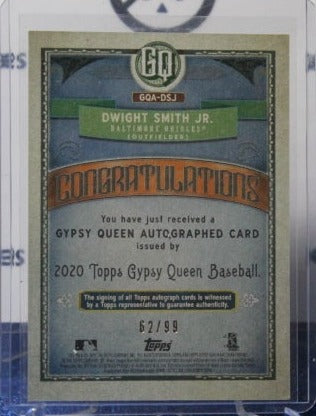 GQ
GQA-DSJ
DWIGHT SMITH JR.
BALTIMORE ORIOLES®
(OUTFIELDER)
CONGRATULATIONS
You have just received a
GYPSY QUEEN AUTOGRAPHED CARD
issued by
2020 Topps Gypsy Queen Baseball.
The signing of all Topps autograph cards is witnessed
by a Topps representative to guarantee authenticity.
62/99
Topps